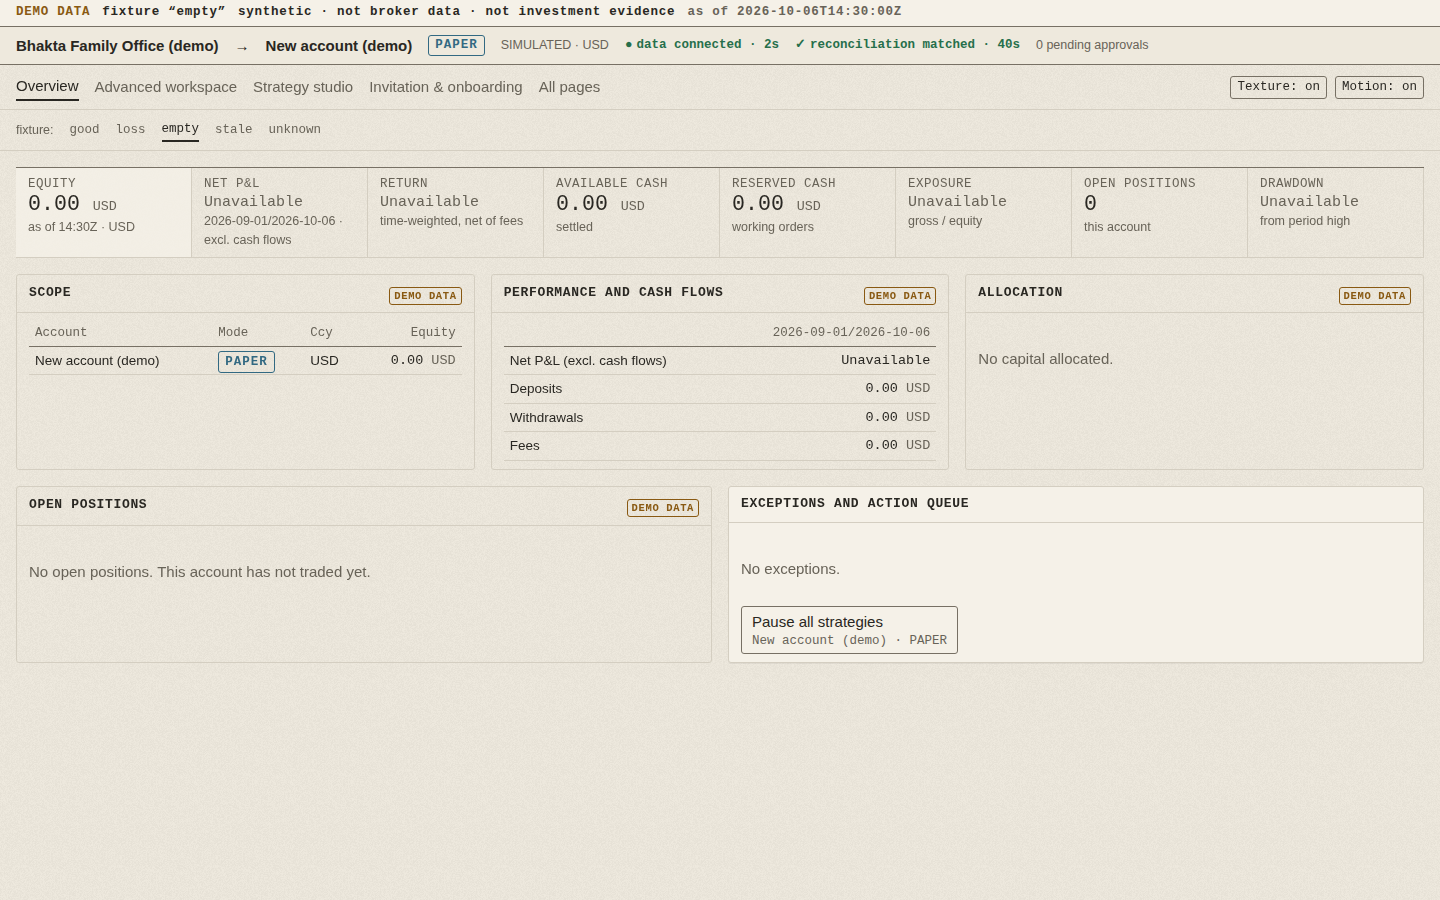 DEMO DATA fixture “empty” synthetic · not broker data · not investment evidence as of 2026-10-06T14:30:00Z
Bhakta Family Office (demo) → New account (demo) PAPER SIMULATED · USD ● data connected · 2s ✓ reconciliation matched · 40s 0 pending approvals
Overview Advanced workspace Strategy studio Invitation & onboarding All pages Texture: on Motion: on
fixture: good loss empty stale unknown
EQUITY
0.00 USD
as of 14:30Z · USD
NET P&L
Unavailable
2026-09-01/2026-10-06 ·
excl. cash flows
RETURN
Unavailable
time-weighted, net of fees
AVAILABLE CASH
0.00 USD
settled
RESERVED CASH
0.00 USD
working orders
EXPOSURE
Unavailable
gross / equity
OPEN POSITIONS
0
this account
DRAWDOWN
Unavailable
from period high
SCOPE DEMO DATA
Account Mode Ccy Equity
New account (demo) PAPER USD 0.00 USD
PERFORMANCE AND CASH FLOWS DEMO DATA
2026-09-01/2026-10-06
Net P&L (excl. cash flows) Unavailable
Deposits 0.00 USD
Withdrawals 0.00 USD
Fees 0.00 USD
ALLOCATION DEMO DATA
No capital allocated.
OPEN POSITIONS DEMO DATA
No open positions. This account has not traded yet.
EXCEPTIONS AND ACTION QUEUE
No exceptions.
Pause all strategies
New account (demo) · PAPER